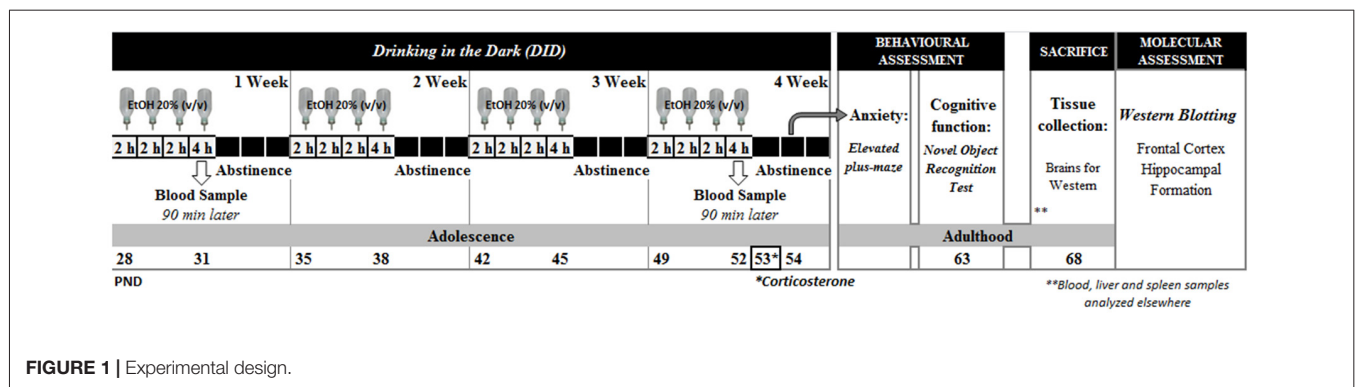 Drinking in the Dark (DID)
BEHAVIOURAL
ASSESSMENT
SACRIFICE
MOLECULAR
ASSESSMENT
1 Week
2 Week
3 Week
4 Week
EtOH 20% (v/v)
EtOH 20% (v/v)
EtOH 20% (v/v)
EtOH 20% (v/v)
2 h 2 h 2 h 4 h
2 h 2 h 2 h 4 h
2 h 2 h 2 h 4 h
2 h 2 h 2 h 4 h
Abstinence
Abstinence
Abstinence
Abstinence
Blood Sample
90 min later
Blood Sample
90 min later
Anxiety:
Elevated
plus-maze
Cognitive
function:
Novel Object
Recognition
Test
Tissue
collection:
Brains for
Western
**
Western Blotting
Frontal Cortex
Hippocampal
Formation
Adolescence
Adulthood
28 31 35 38 42 45 49 52 53* 54 63 68
PND
*Corticosterone
**Blood, liver and spleen samples
analyzed elsewhere
FIGURE 1 | Experimental design.